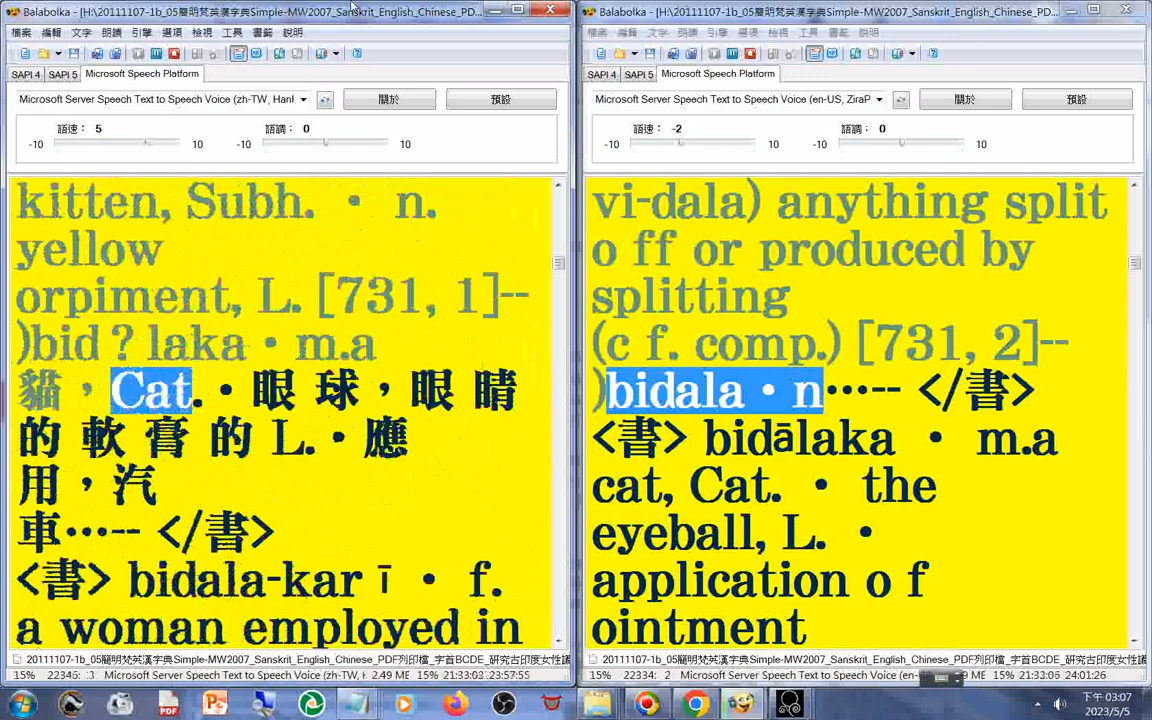 Balabolka - [H:\20111107-1b_05簡明梵英漢字典Simple-MW2007_Sanskrit_English_Chinese_PD...
檔案 編輯 文字 朗讀 引擎 選項 檢視 工具 書籤 說明
SAPI 4 SAPI 5 Microsoft Speech Platform
Microsoft Server Speech Text to Speech Voice (zh-TW, Hanl 關於 預設
語速： 5 語調： 0
-10 10 -10 10
kitten, Subh. • n.
yellow
orpiment, L. [731, 1]--
)bid？laka • m.a
貓，Cat. • 眼 球，眼 睛
的 軟 膏 的 L. • 應
用，汽
車…-- </書>
<書> bidala-kar ī • f.
a woman employed in
20111107-1b_05簡明梵英漢字典Simple-MW2007_Sanskrit_English_Chinese_PDF列印檔_字首BCDE_研究古印度女性議
15% 22345: Microsoft Server Speech Text to Speech Voice (zh-TW, H 2.49 ME 15% 23:57:55
Balabolka - [H:\20111107-1b_05簡明梵英漢字典Simple-MW2007_Sanskrit_English_Chinese_PD...
檔案 編輯 文字 朗讀 引擎 選項 檢視 工具 書籤 說明
SAPI 4 SAPI 5 Microsoft Speech Platform
Microsoft Server Speech Text to Speech Voice (en-US, ZiraP 關於 預設
語速： -2 語調： 0
-10 10 -10 10
vi-dala) anything split
o ff or produced by
splitting
(c f. comp.) [731, 2]--
)bidala • n…-- </書>
<書> bidālaka • m.a
cat, Cat. • the
eyeball, L. •
application o f
ointment
20111107-1b_05簡明梵英漢字典Simple-MW2007_Sanskrit_English_Chinese_PDF列印檔_字首BCDE_研究古印度女性議
15% 22334: 2 Microsoft Server Speech Text to Speech Voice (en- ME 15% 24:01:26
PDF
下午 03:07
2023/5/5